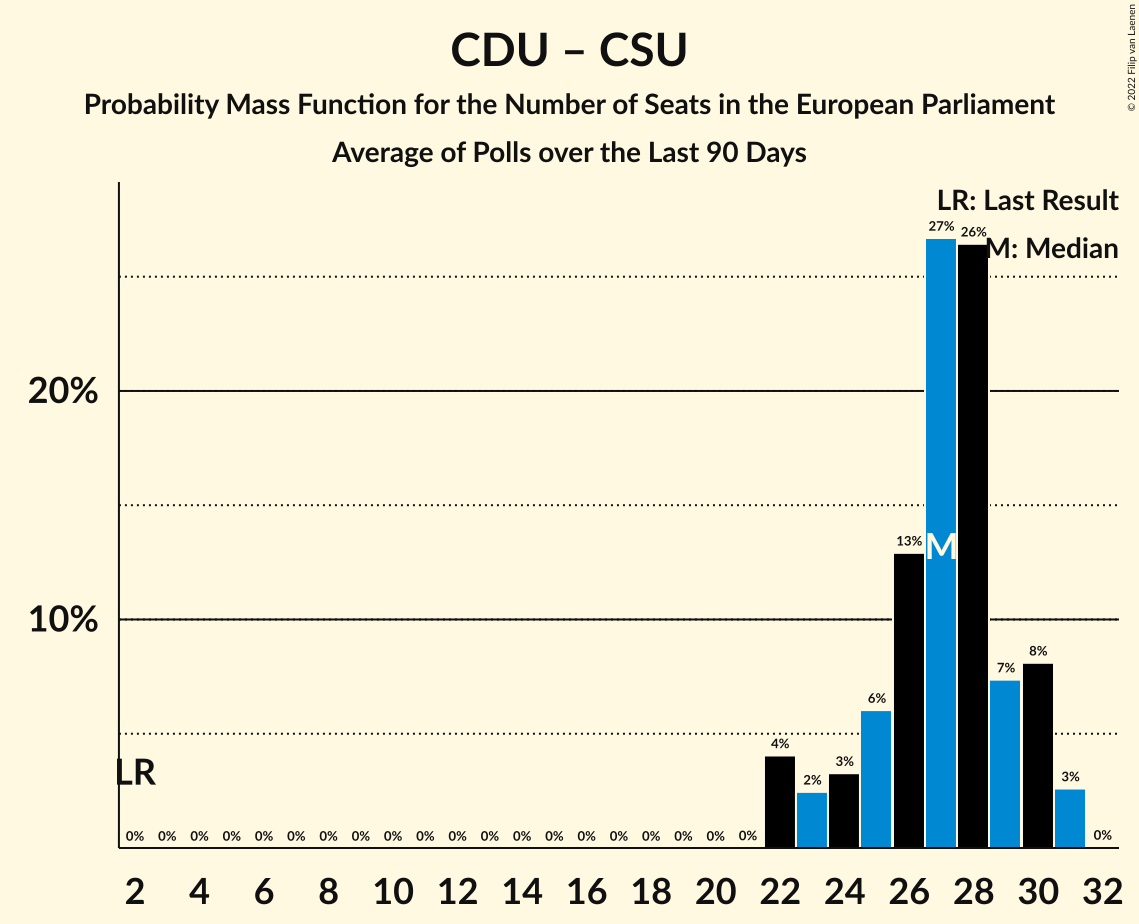 CDU – CSU
Probability Mass Function for the Number of Seats in the European Parliament
Average of Polls over the Last 90 Days
© 2022 Filip van Laenen
LR: Last Result
M: Median
27%
26%
20%
13%
M
10%
8%
7%
6%
4%
3%
2%
3%
LR
0% 0% 0% 0% 0% 0% 0% 0% 0% 0% 0% 0% 0% 0% 0% 0% 0% 0% 0% 0% 0%
2 4 6 8 10 12 14 16 18 20 22 24 26 28 30 32